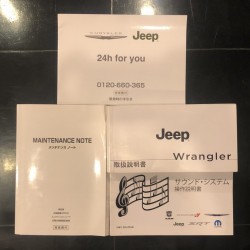 CHRYSLER Jeep
24h for you
0120-660-365
MAINTENANCE NOTE
メンテナンス ノート
Jeep
Wrangler
取扱説明書
サウンド・システム
操作説明書
Jeep SRT